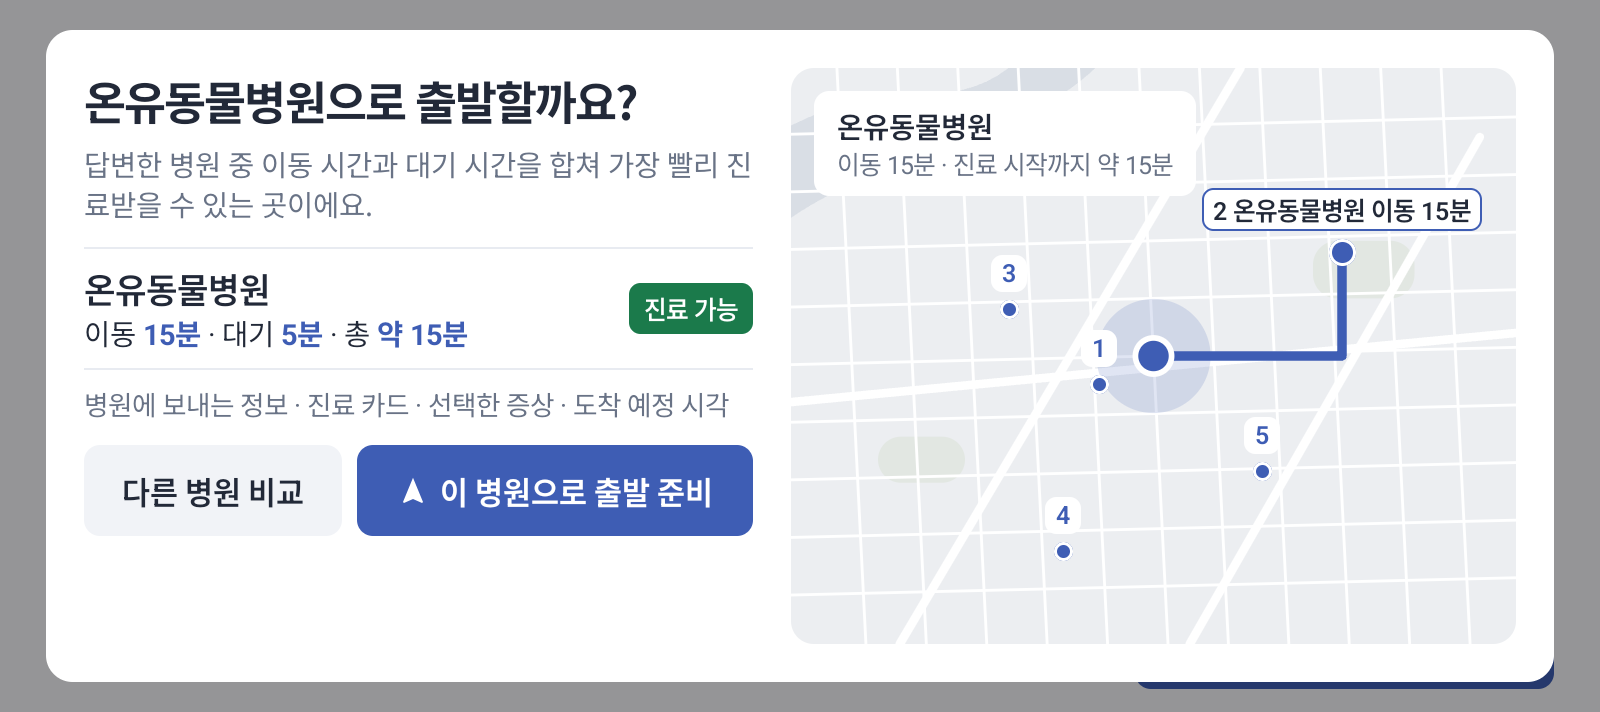 온유동물병원으로 출발할까요?
답변한 병원 중 이동 시간과 대기 시간을 합쳐 가장 빨리 진
료받을 수 있는 곳이에요.
온유동물병원
이동 15분 · 대기 5분 · 총 약 15분
진료 가능
병원에 보내는 정보 · 진료 카드 · 선택한 증상 · 도착 예정 시각
다른 병원 비교
이 병원으로 출발 준비
온유동물병원
이동 15분 · 진료 시작까지 약 15분
2 온유동물병원 이동 15분
3
1
5
4